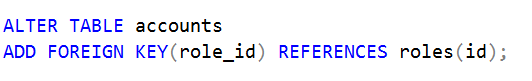 ALTER TABLE accounts
ADD FOREIGN KEY(role_id) REFERENCES roles(id);